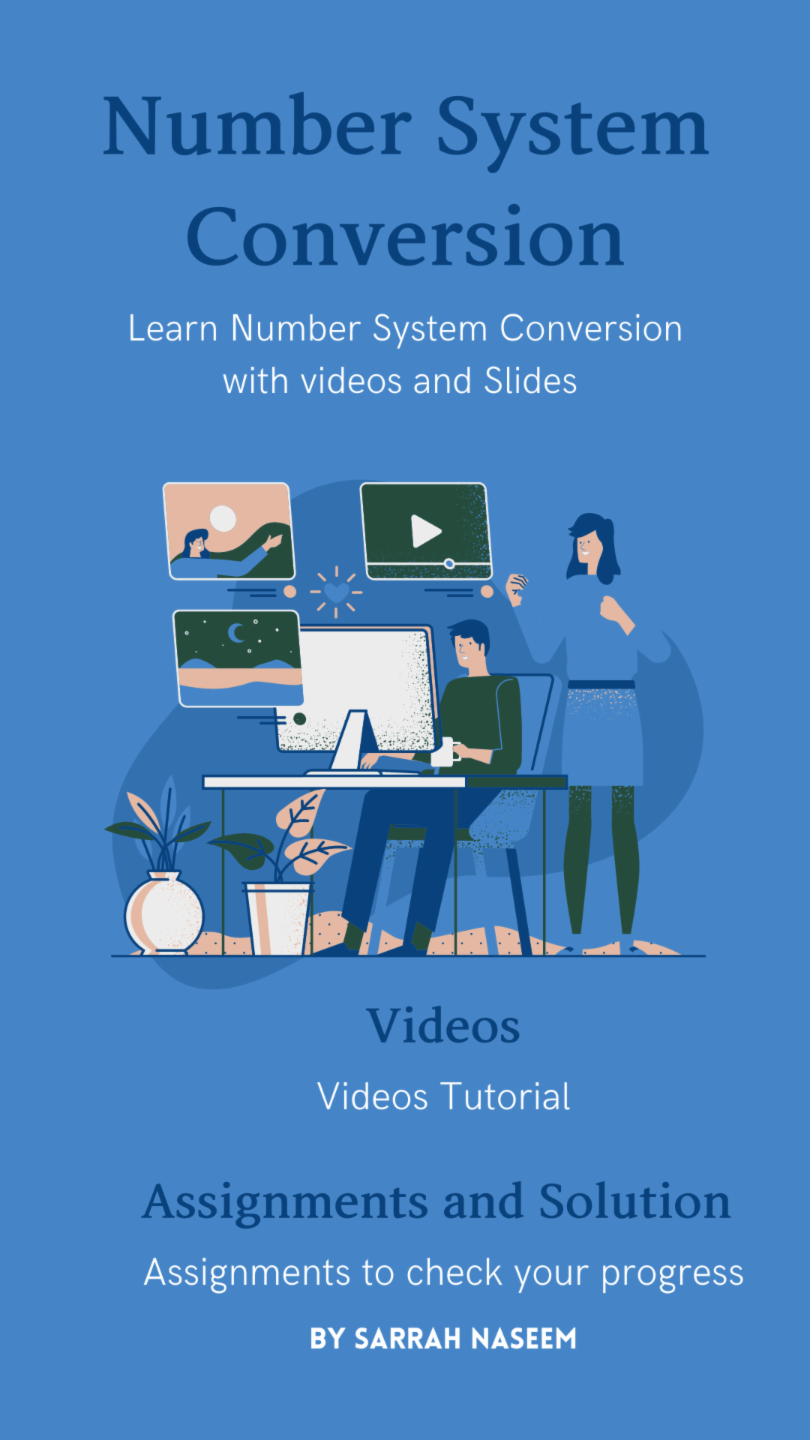 Number System
Conversion
Learn Number System Conversion
with videos and Slides
Videos
Videos Tutorial
Assignments and Solution
Assignments to check your progress
BY SARRAH NASEEM